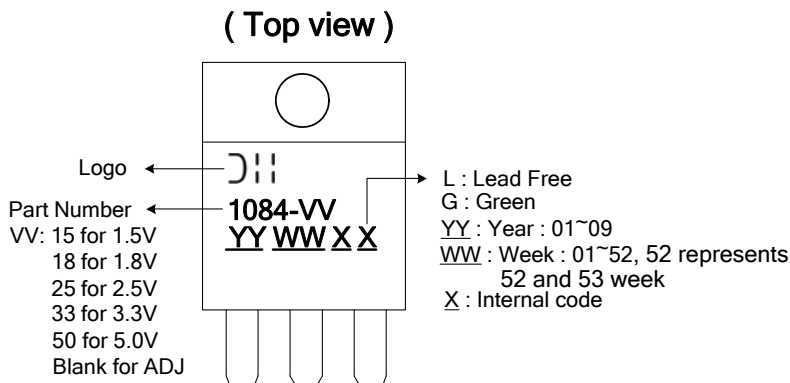 ( Top view )
Logo
1084-VV
YY WW X X
Part Number
VV: 15 for 1.5V
18 for 1.8V
25 for 2.5V
33 for 3.3V
50 for 5.0V
Blank for ADJ
L : Lead Free
G : Green
YY : Year : 01~09
WW : Week : 01~52, 52 represents
52 and 53 week
X : Internal code